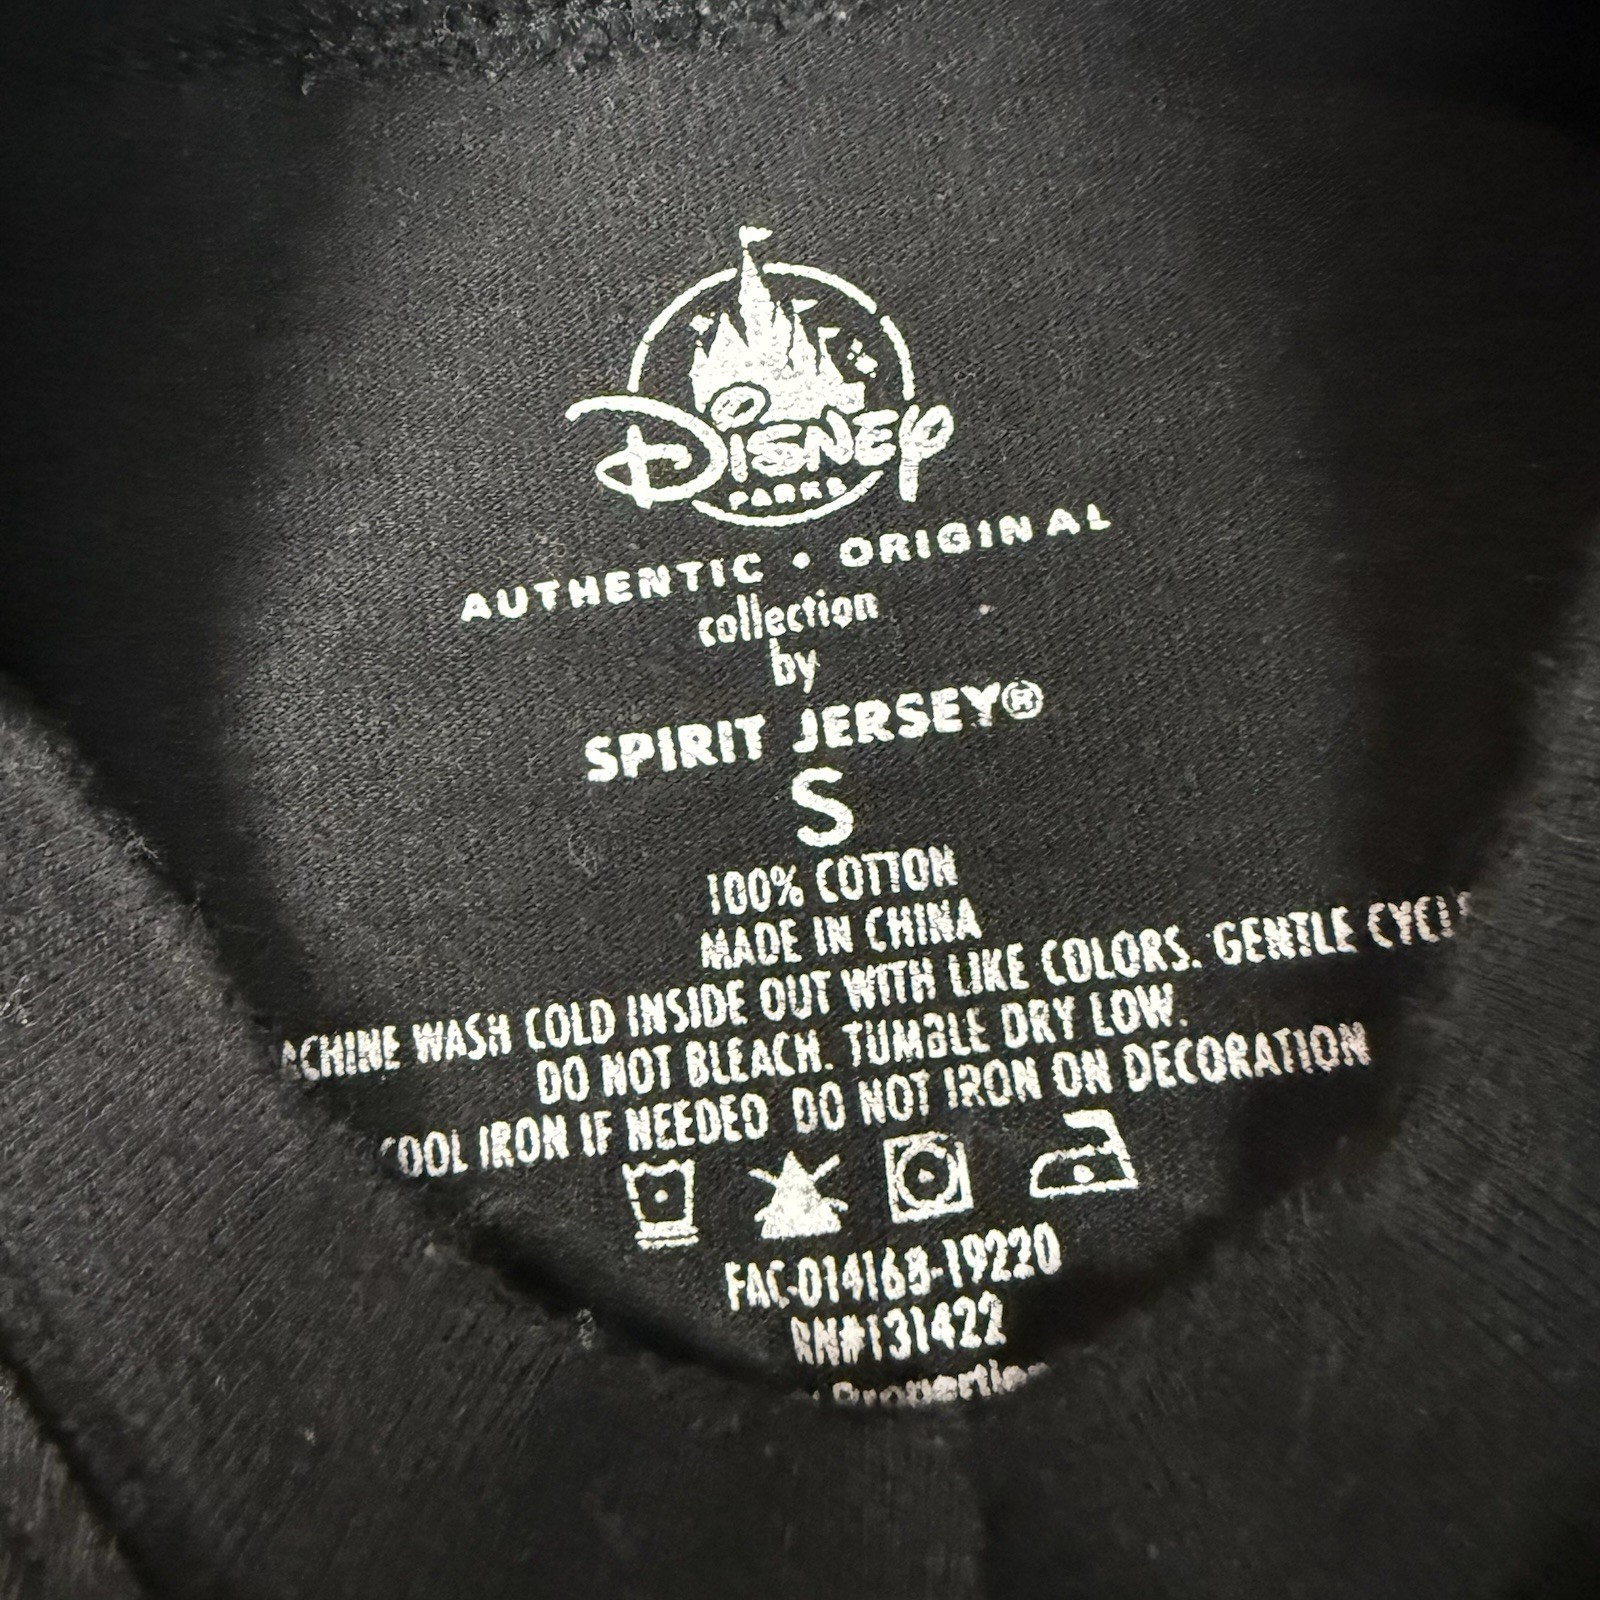 Disney
PARKS
AUTHENTIC • ORIGINAL
collection
by
SPIRIT JERSEY®
S
100% COTTON
MADE IN CHINA
ACHINE WASH COLD INSIDE OUT WITH LIKE COLORS. GENTLE CYCL
DO NOT BLEACH. TUMBLE DRY LOW.
COOL IRON IF NEEDED DO NOT IRON ON DECORATION
FAC-014168-19220
RN#131422